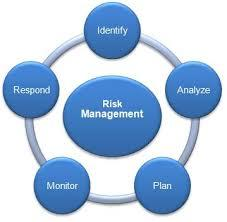 Identify
Respond
Analyze
Risk
Management
Monitor
Plan